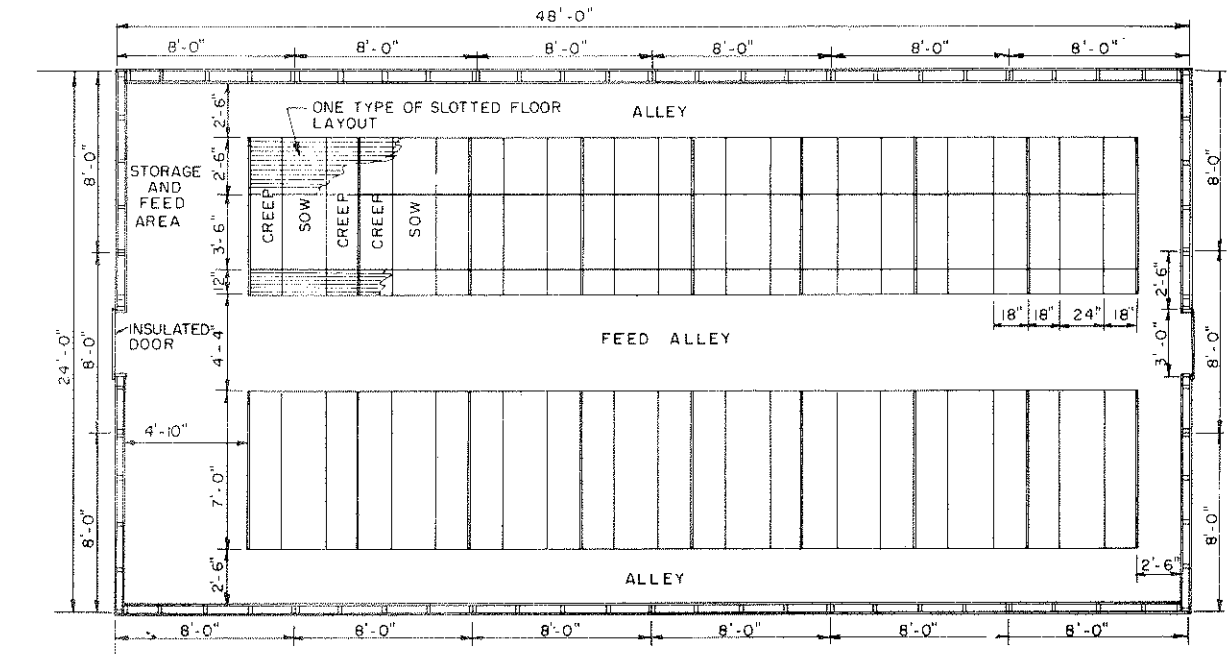 48'-0"
8'-0" 8'-0" 8'-0" 8'-0" 8'-0" 8'-0"
2'-6"
ONE TYPE OF SLOTTED FLOOR
LAYOUT
ALLEY
8'-0"
8'-0"
STORAGE
AND
FEED
AREA
2'-6"
CREEP
SOW
CREEP
CREEP
SOW
3'-6"
12"
2'-6"
18" 18" 24" 18"
INSULATED
DOOR
FEED ALLEY
4'-4
3'-0"
24'-0"
8'-0"
8'-0"
4'-10"
7'-0"
8'-0"
8'-0"
2'-6"
ALLEY
2'-6"
8'-0" 8'-0" 8'-0" 8'-0" 8'-0" 8'-0"